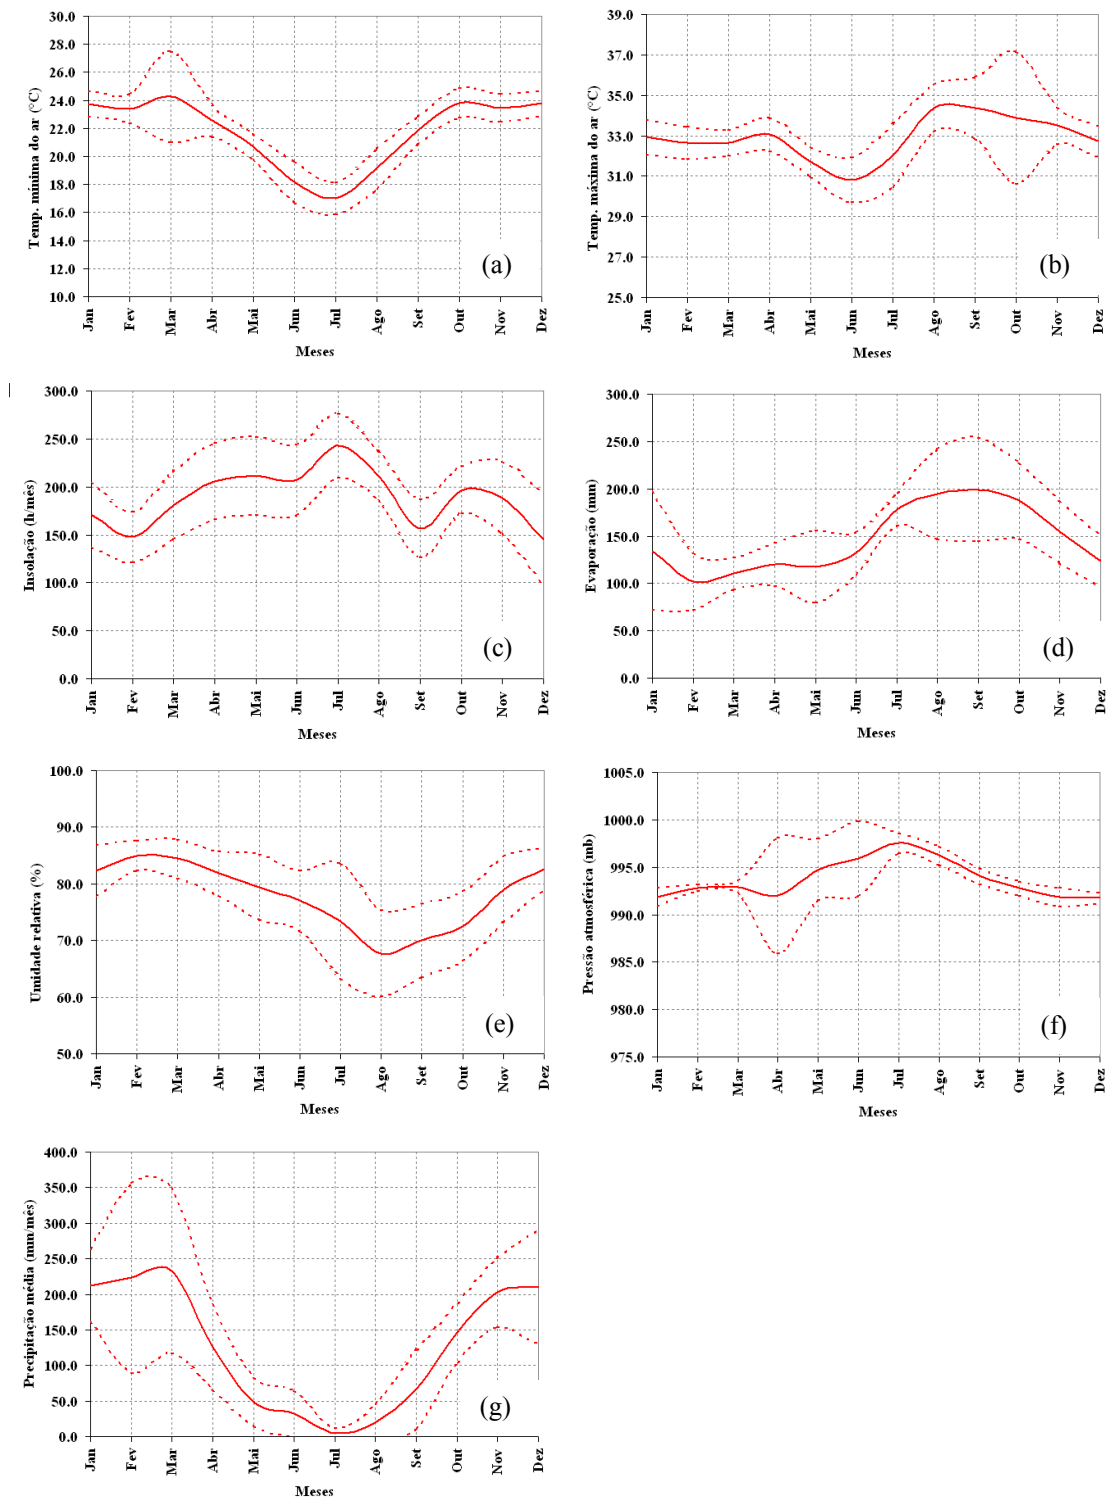 30.0
28.0
26.0
24.0
22.0
20.0
18.0
16.0
14.0
12.0
10.0
Temp. mínima do ar (°C)
Jan Fev Mar Abr Mai Jun Jul Ago Set Out Nov Dez
Meses
(a)
39.0
37.0
35.0
33.0
31.0
29.0
27.0
25.0
Temp. máxima do ar (°C)
Jan Fev Mar Abr Mai Jun Jul Ago Set Out Nov Dez
Meses
(b)
300.0
250.0
200.0
150.0
100.0
50.0
0.0
Insolação (h/mês)
Jan Fev Mar Abr Mai Jun Jul Ago Set Out Nov Dez
Meses
(c)
300.0
250.0
200.0
150.0
100.0
50.0
0.0
Evaporação (mm)
Jan Fev Mar Abr Mai Jun Jul Ago Set Out Nov Dez
Meses
(d)
100.0
90.0
80.0
70.0
60.0
50.0
Umidade relativa (%)
Jan Fev Mar Abr Mai Jun Jul Ago Set Out Nov Dez
Meses
(e)
1005.0
1000.0
995.0
990.0
985.0
980.0
975.0
Pressão atmosférica (mb)
Jan Fev Mar Abr Mai Jun Jul Ago Set Out Nov Dez
Meses
(f)
400.0
350.0
300.0
250.0
200.0
150.0
100.0
50.0
0.0
Precipitação média (mm/mês)
Jan Fev Mar Abr Mai Jun Jul Ago Set Out Nov Dez
Meses
(g)